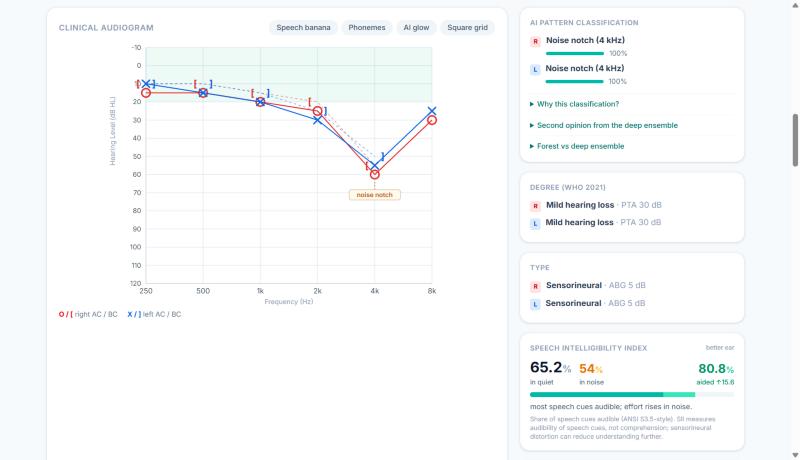 CLINICAL AUDIOGRAM
Speech banana
Phonemes
AI glow
Square grid
-10
0
10
20
30
40
50
60
70
80
90
100
110
120
Hearing Level (dB HL)
250
500
1k
2k
4k
8k
Frequency (Hz)
noise notch
O / [ right AC / BC
X / ] left AC / BC
AI PATTERN CLASSIFICATION
R Noise notch (4 kHz)
100%
L Noise notch (4 kHz)
100%
▶ Why this classification?
▶ Second opinion from the deep ensemble
▶ Forest vs deep ensemble
DEGREE (WHO 2021)
R Mild hearing loss · PTA 30 dB
L Mild hearing loss · PTA 30 dB
TYPE
R Sensorineural · ABG 5 dB
L Sensorineural · ABG 5 dB
SPEECH INTELLIGIBILITY INDEX
better ear
65.2%
in quiet
54%
in noise
80.8%
aided ↑15.6
most speech cues audible; effort rises in noise.
Share of speech cues audible (ANSI S3.5-style). SII measures
audibility of speech cues, not comprehension; sensorineural
distortion can reduce understanding further.